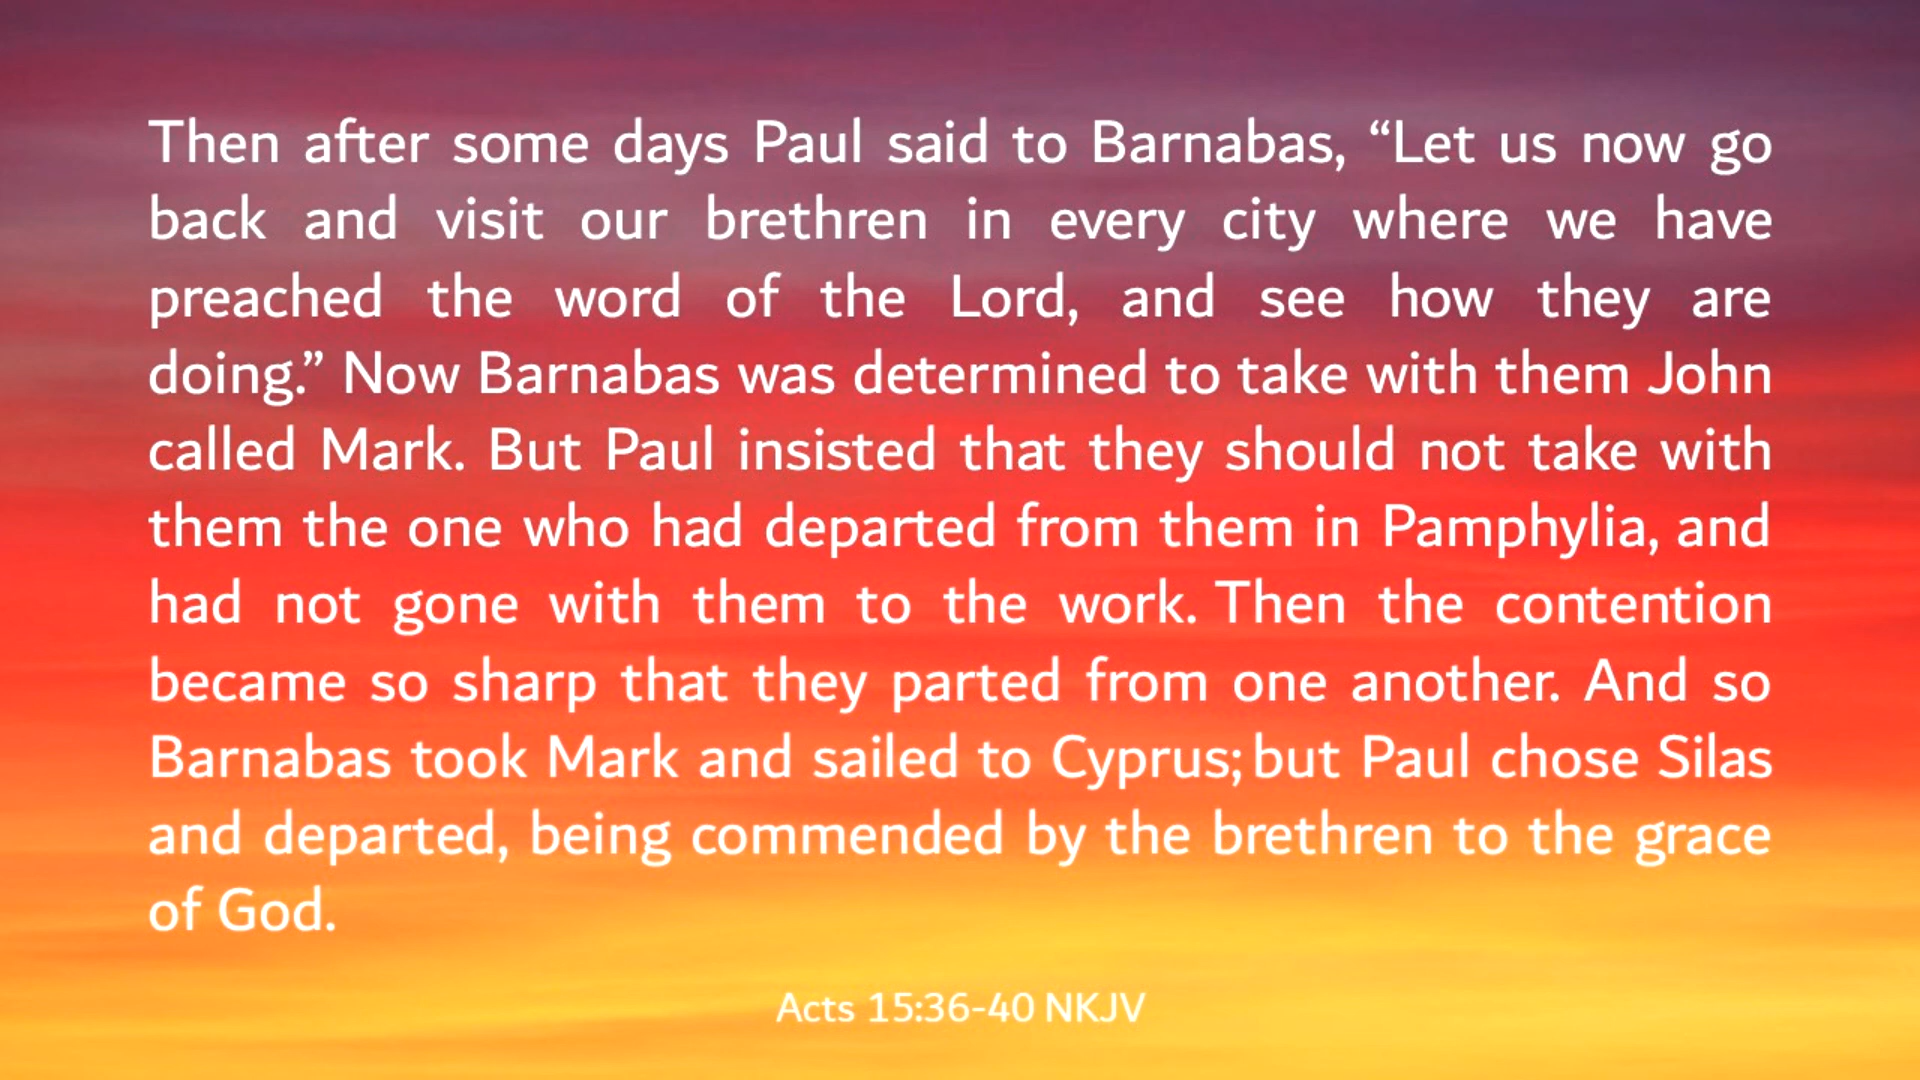 Then after some days Paul said to Barnabas, “Let us now go
back and visit our brethren in every city where we have
preached the word of the Lord, and see how they are
doing.” Now Barnabas was determined to take with them John
called Mark. But Paul insisted that they should not take with
them the one who had departed from them in Pamphylia, and
had not gone with them to the work. Then the contention
became so sharp that they parted from one another. And so
Barnabas took Mark and sailed to Cyprus; but Paul chose Silas
and departed, being commended by the brethren to the grace
of God.
Acts 15:36-40 NKJV